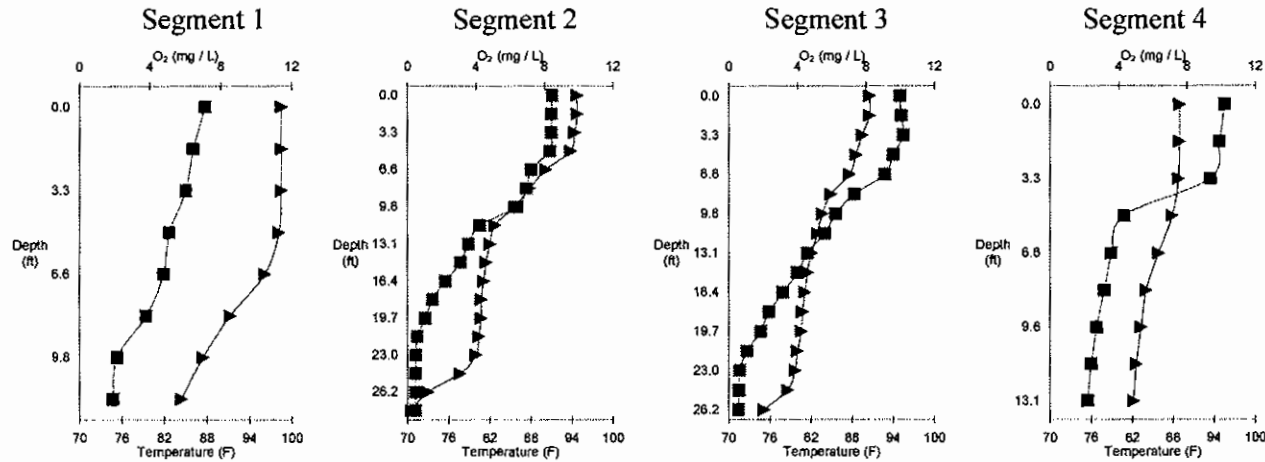 Segment 1
O₂ (mg / L)
0 4 8 12
0.0
3.3
Depth
(ft)
6.6
9.8
70 76 82 88 94 100
Temperature (F)
Segment 2
O₂ (mg / L)
0 4 8 12
0.0
3.3
6.6
9.8
Depth
(ft)
13.1
16.4
19.7
23.0
26.2
70 76 82 88 94 100
Temperature (F)
Segment 3
O₂ (mg / L)
0 4 8 12
0.0
3.3
6.6
9.8
Depth
(ft)
13.1
16.4
19.7
23.0
26.2
70 76 82 88 94 100
Temperature (F)
Segment 4
O₂ (mg / L)
0 4 8 12
0.0
3.3
Depth
(ft)
6.6
9.8
13.1
70 76 82 88 94 100
Temperature (F)